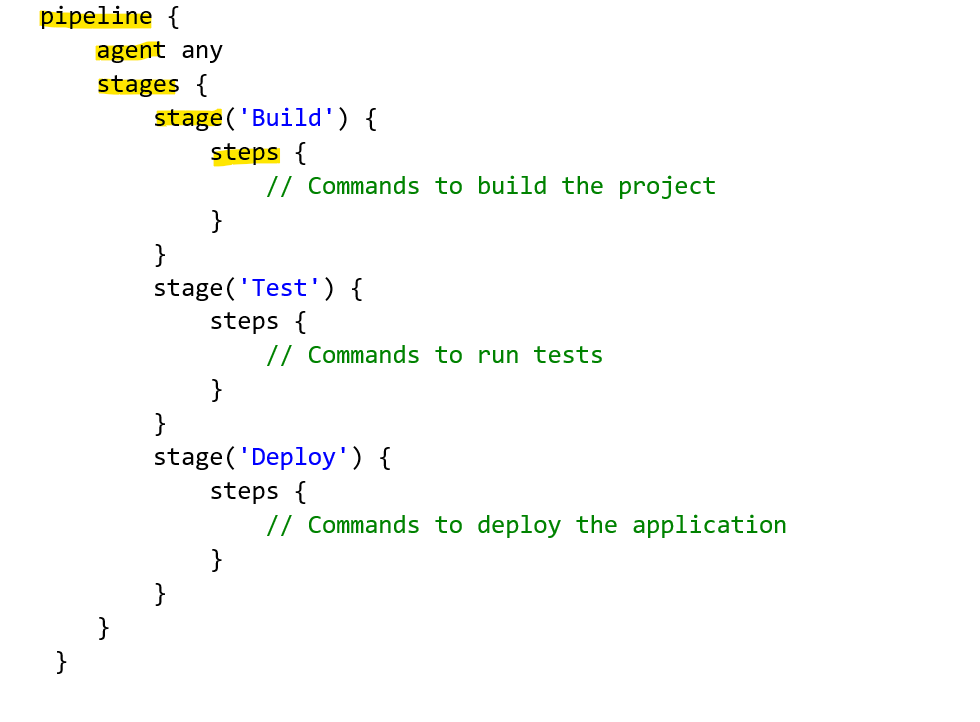 pipeline {
    agent any
    stages {
        stage('Build') {
            steps {
                // Commands to build the project
            }
        }
        stage('Test') {
            steps {
                // Commands to run tests
            }
        }
        stage('Deploy') {
            steps {
                // Commands to deploy the application
            }
        }
    }
 }